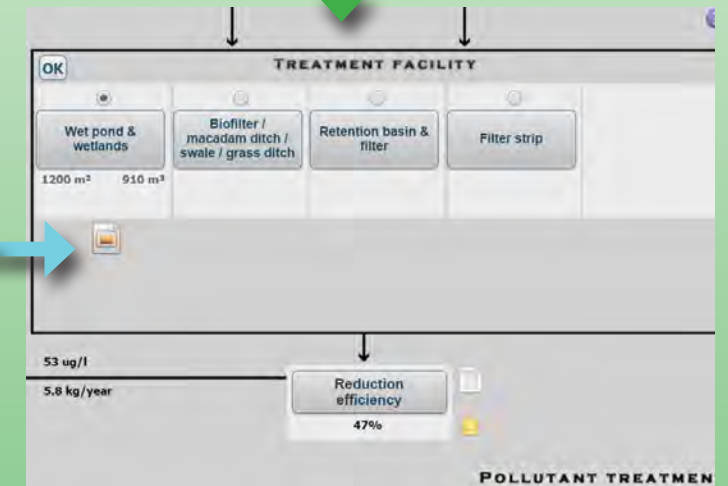 TREATMENT FACILITY
OK
Wet pond &
wetlands
Biofilter /
macadam ditch /
swale / grass ditch
Retention basin &
filter
Filter strip
1200 m² 910 m³
53 ug/l
5.8 kg/year
Reduction
efficiency
47%
POLLUTANT TREATMEN